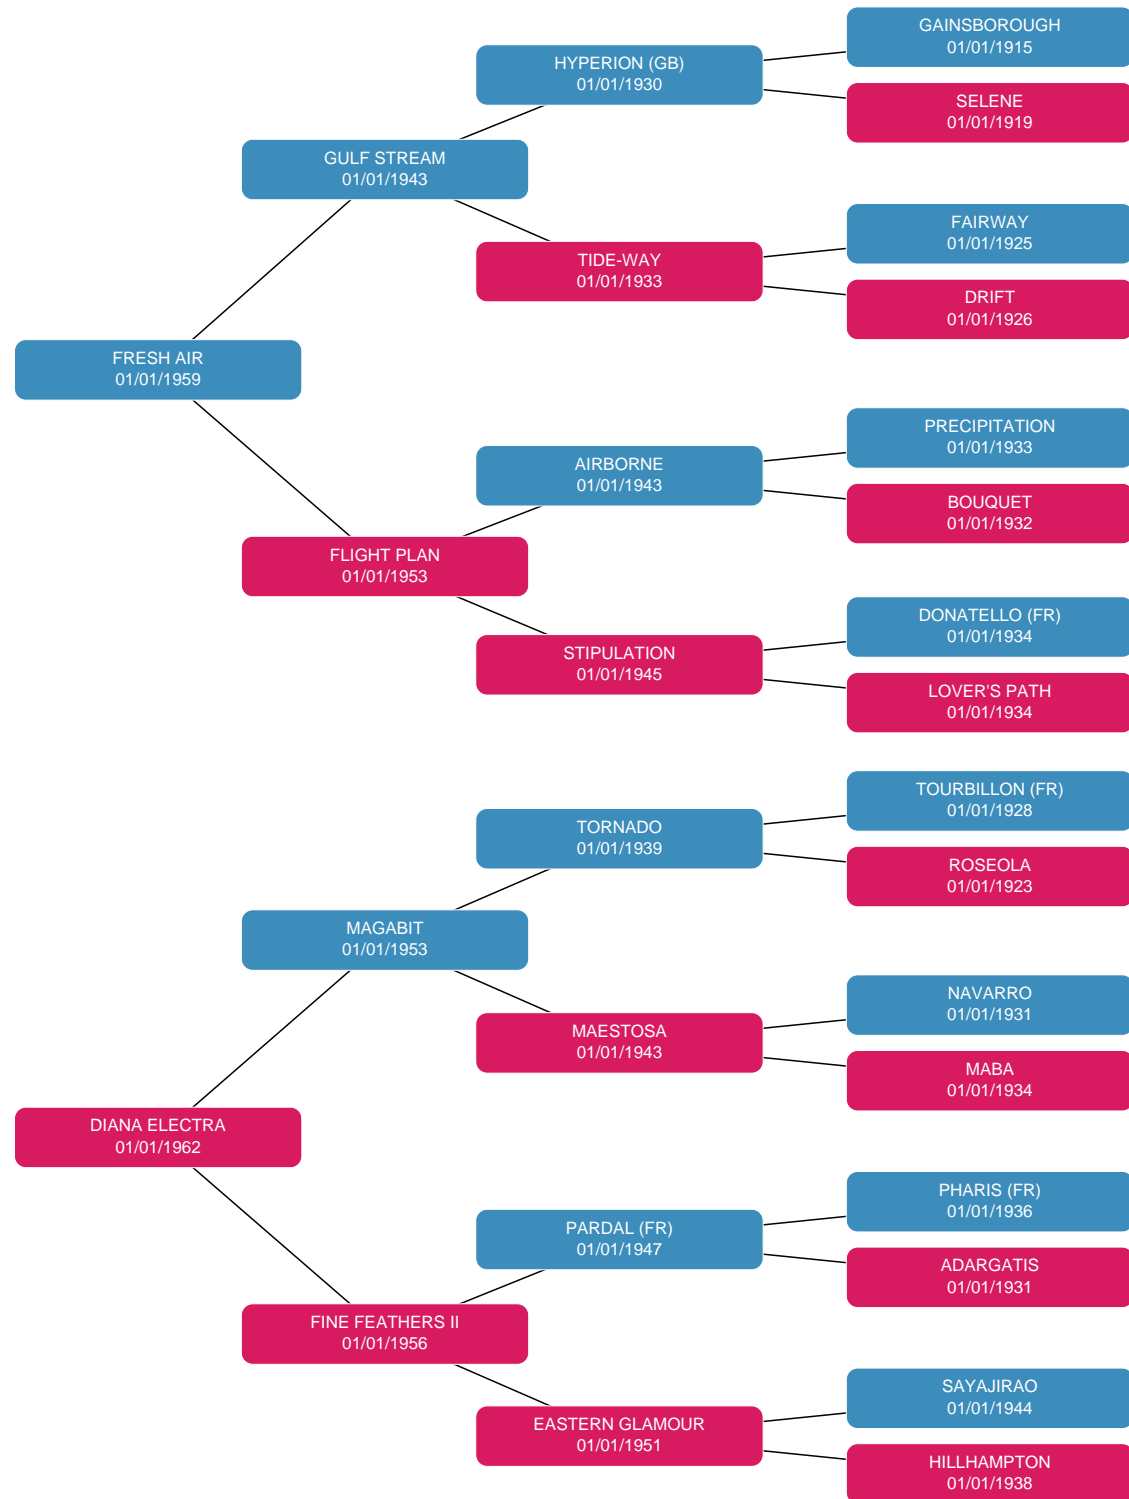 GAINSBOROUGH
01/01/1915
HYPERION (GB)
01/01/1930
SELENE
01/01/1919
GULF STREAM
01/01/1943
FAIRWAY
01/01/1925
TIDE-WAY
01/01/1933
DRIFT
01/01/1926
FRESH AIR
01/01/1959
PRECIPITATION
01/01/1933
AIRBORNE
01/01/1943
BOUQUET
01/01/1932
FLIGHT PLAN
01/01/1953
DONATELLO (FR)
01/01/1934
STIPULATION
01/01/1945
LOVER'S PATH
01/01/1934
TOURBILLON (FR)
01/01/1928
TORNADO
01/01/1939
ROSEOLA
01/01/1923
MAGABIT
01/01/1953
NAVARRO
01/01/1931
MAESTOSA
01/01/1943
MABA
01/01/1934
DIANA ELECTRA
01/01/1962
PHARIS (FR)
01/01/1936
PARDAL (FR)
01/01/1947
ADARGATIS
01/01/1931
FINE FEATHERS II
01/01/1956
SAYAJIRAO
01/01/1944
EASTERN GLAMOUR
01/01/1951
HILLHAMPTON
01/01/1938